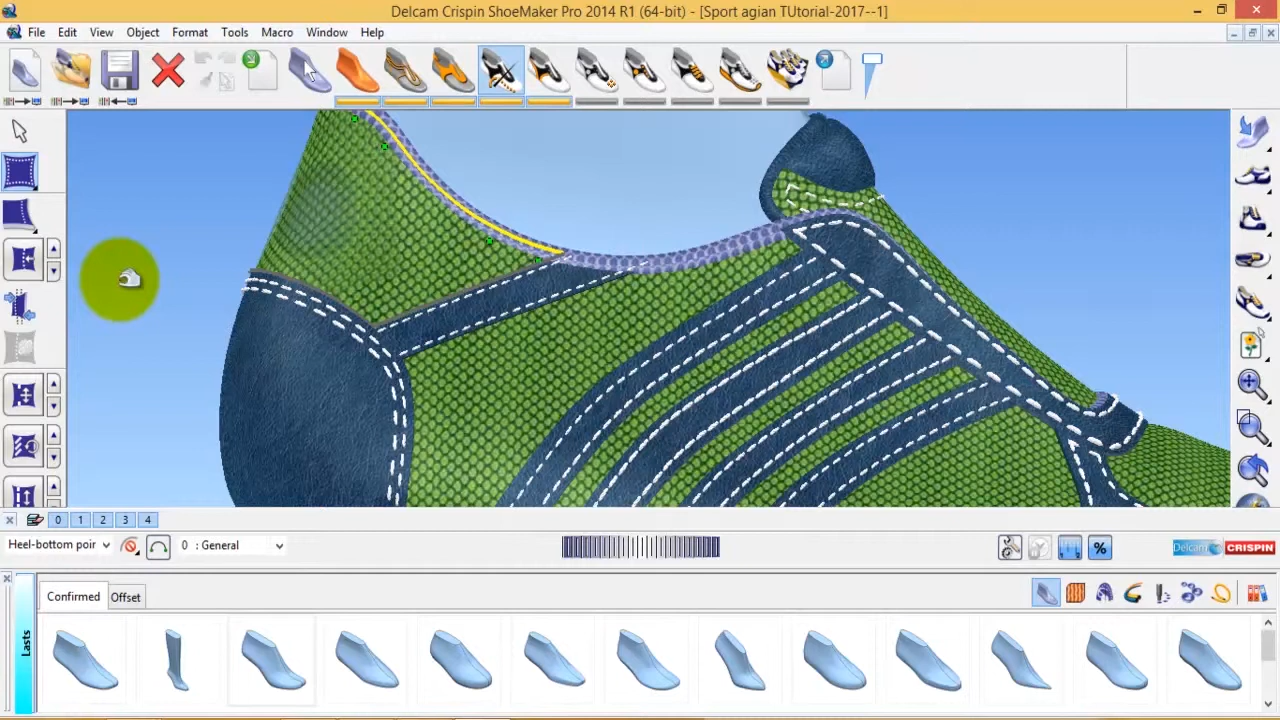 Delcam Crispin ShoeMaker Pro 2014 R1 (64-bit) - [Sport agian TUtorial-2017--1]
File Edit View Object Format Tools Macro Window Help
0 1 2 3 4
Heel-bottom poir
0 : General
%
Delcam CRISPIN
Confirmed Offset
Lasts